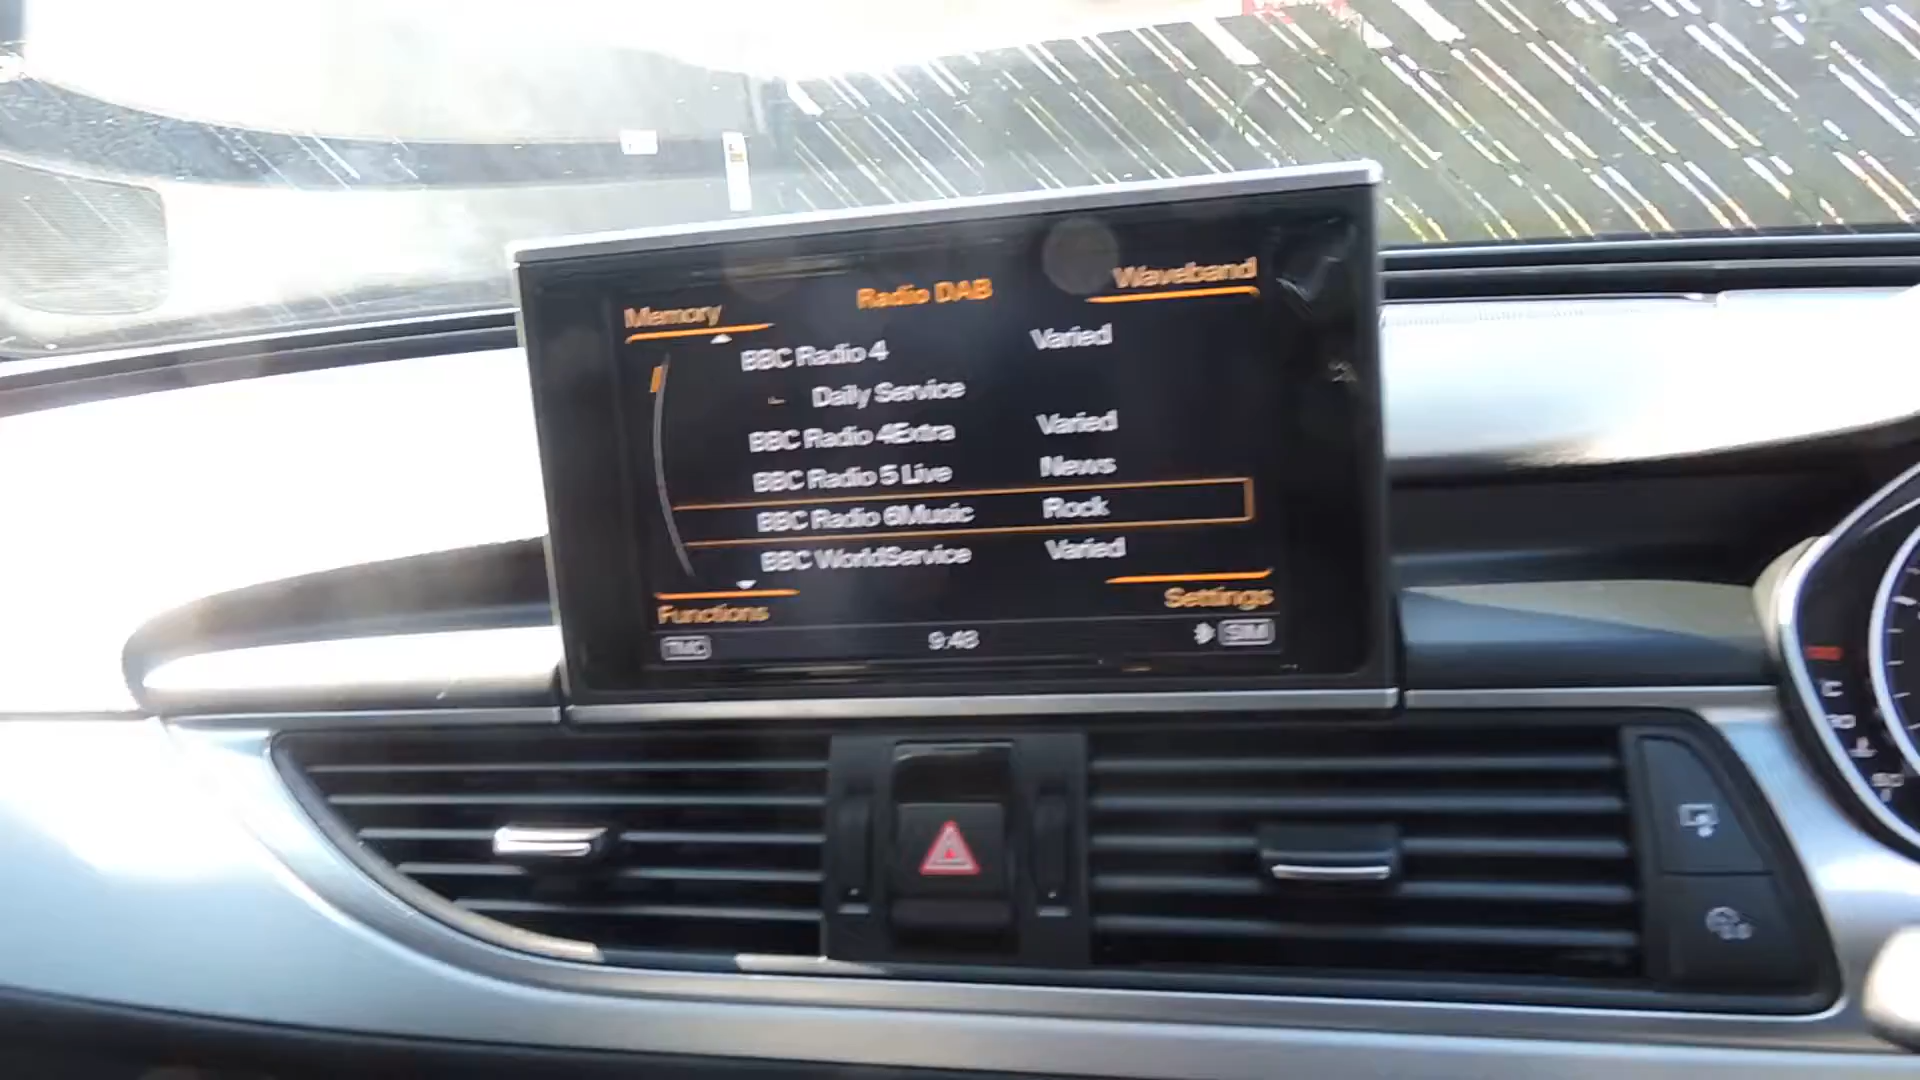 Memory Radio DAB Waveband
BBC Radio 4 Varied
Daily Service
BBC Radio 4Extra Varied
BBC Radio 5 Live News
BBC Radio 6Music Rock
BBC WorldService Varied
Functions Settings
TMC 9:48 SIM